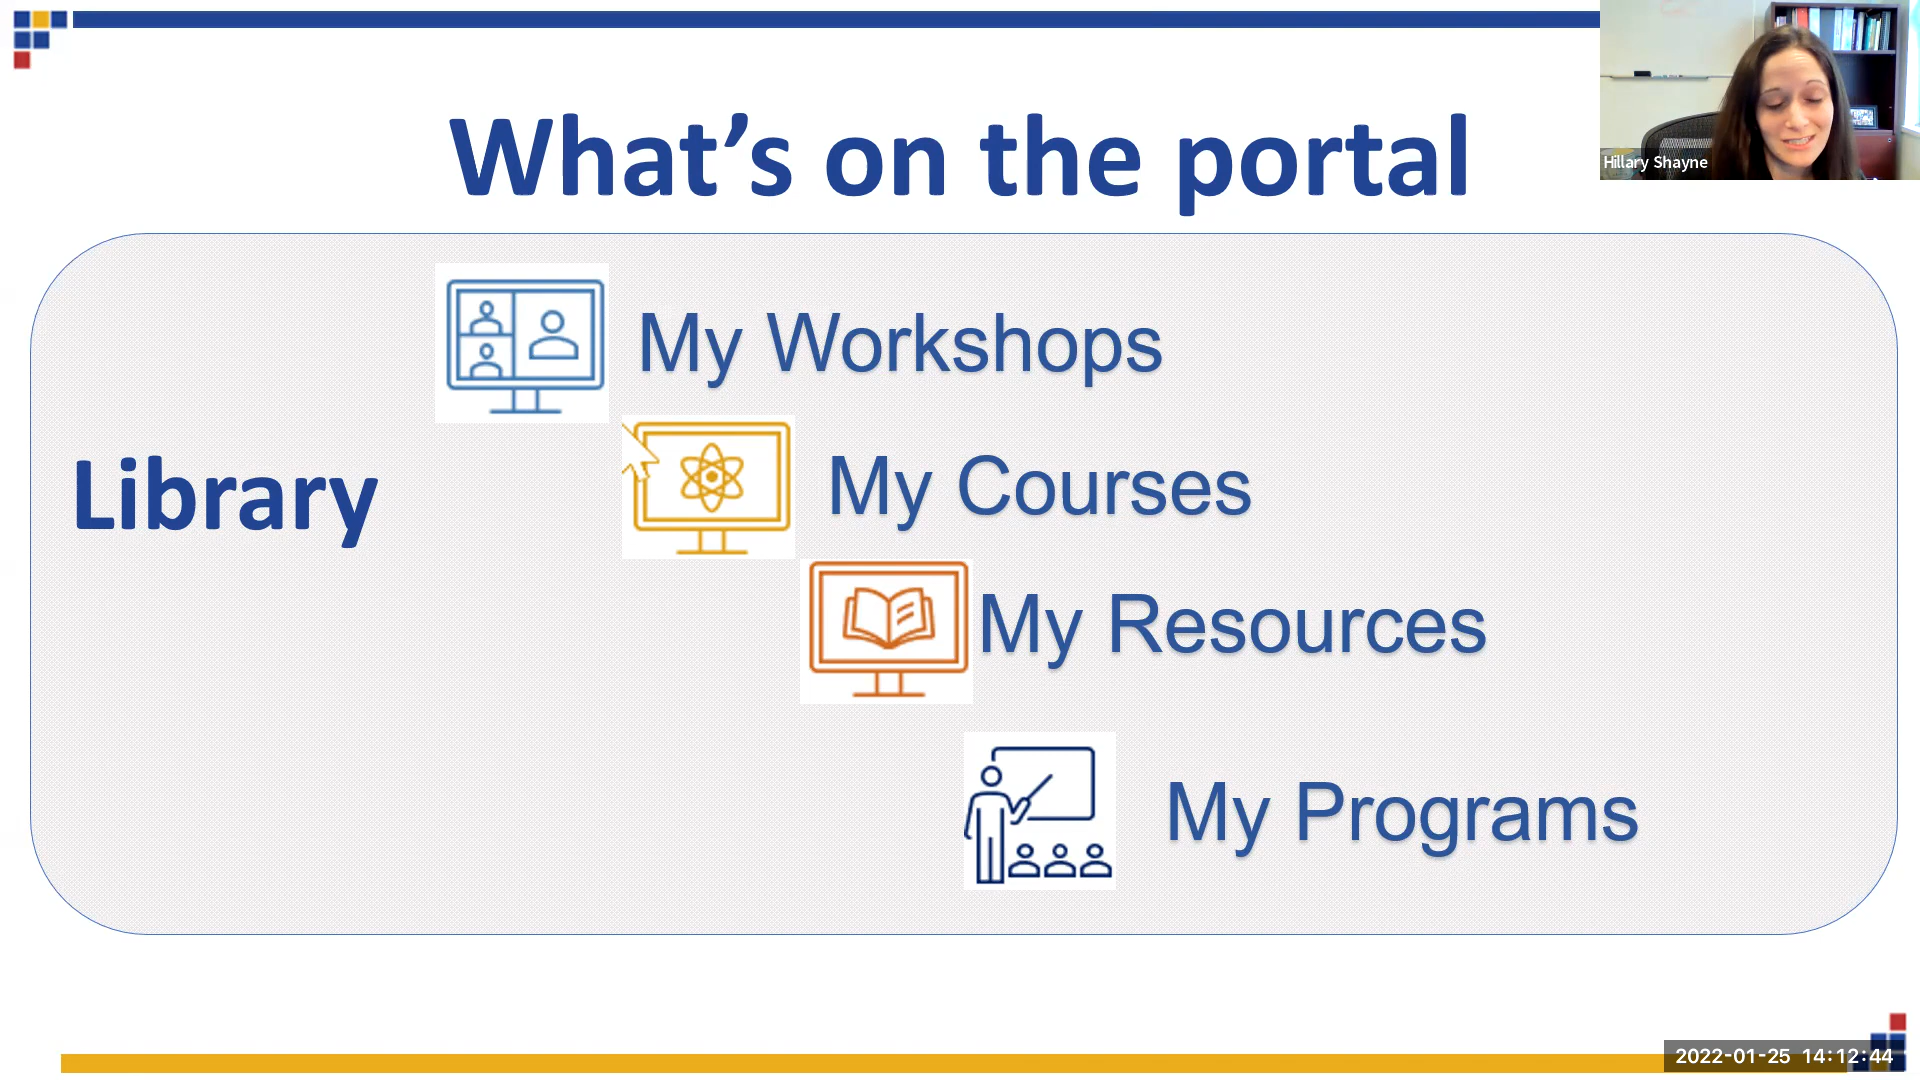 What's on the portal
Hillary Shayne
My Workshops
My Courses
Library
My Resources
My Programs
2022-01-25 14:12:44